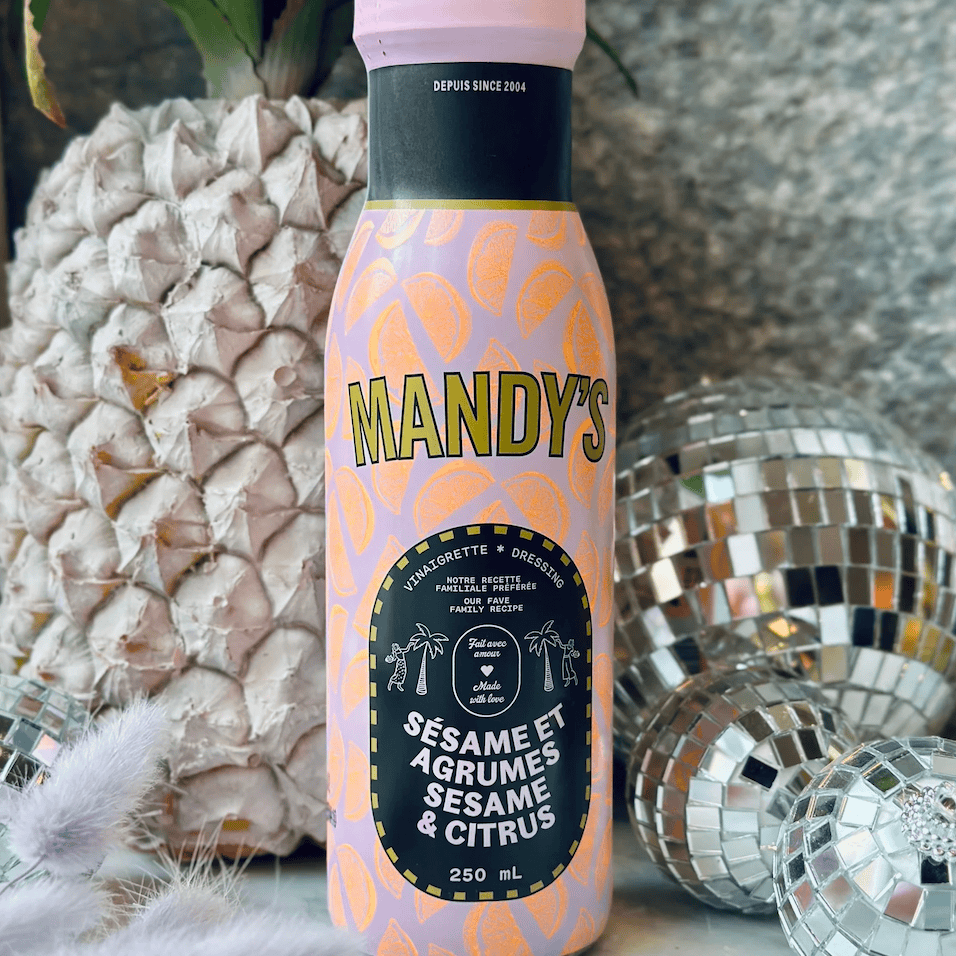 DEPUIS SINCE 2004
MANDY'S
VINAIGRETTE * DRESSING
NOTRE RECETTE
FAMILIALE PRÉFÉRÉE
OUR FAVE
FAMILY RECIPE
Fait avec
amour
Made
with love
SÉSAME ET
AGRUMES
SESAME
& CITRUS
250 mL